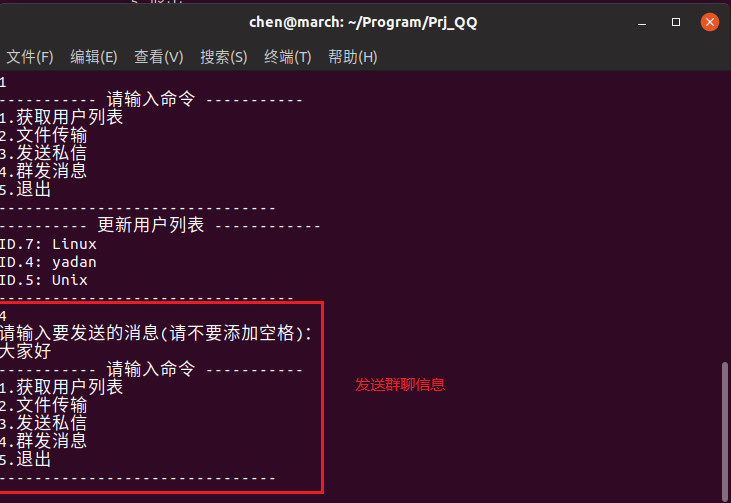 chen@march: ~/Program/Prj_QQ
文件(F) 编辑(E) 查看(V) 搜索(S) 终端(T) 帮助(H)
1
----------- 请输入命令 -----------
1.获取用户列表
2.文件传输
3.发送私信
4.群发消息
5.退出
-------------------------------
---------- 更新用户列表 ------------
ID.7: Linux
ID.4: yadan
ID.5: Unix
---------------------------------
4
请输入要发送的消息(请不要添加空格):
大家好
----------- 请输入命令 -----------
1.获取用户列表
发送群聊信息
2.文件传输
3.发送私信
4.群发消息
5.退出
-------------------------------